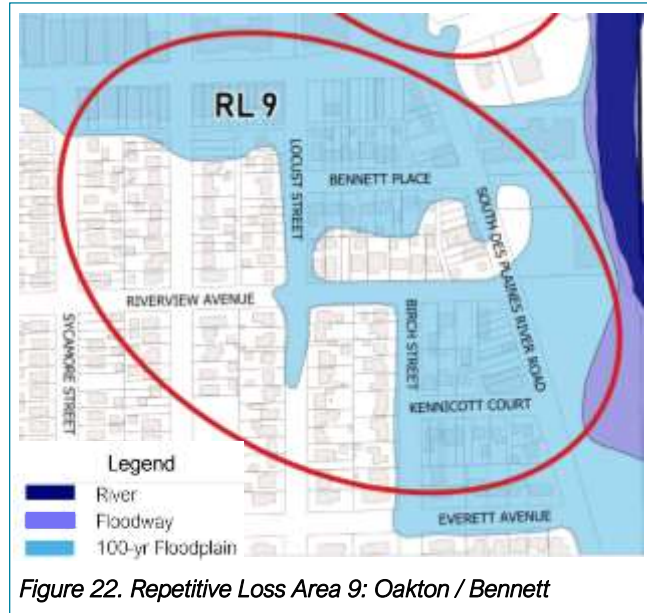 RL 9
LOCUST STREET
BENNETT PLACE
SOUTH DES PLAINES RIVER ROAD
RIVERVIEW AVENUE
SYCAMORE STREET
BIRCH STREET
KENNICOTT COURT
EVERETT AVENUE
Legend
River
Floodway
100-yr Floodplain
Figure 22. Repetitive Loss Area 9: Oakton / Bennett